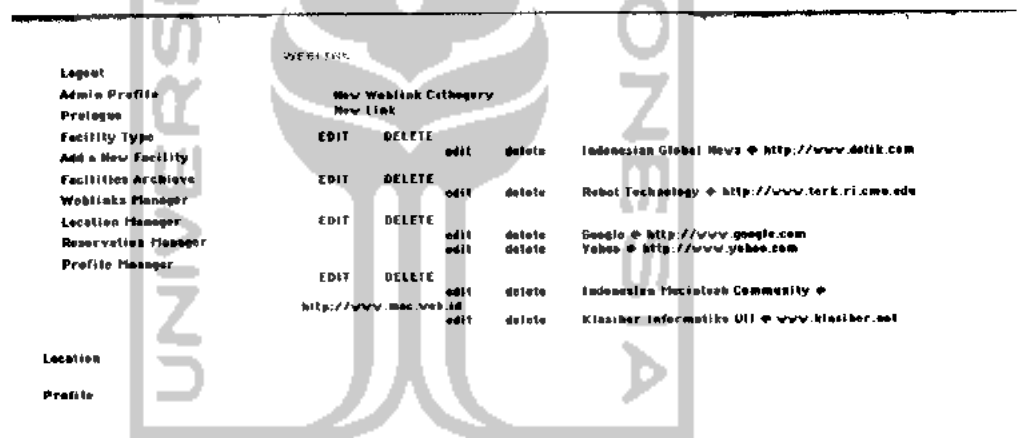 WEBLINK
Logout
Admin Profile
New Weblink Cathegory
Prologue
New Link
Facility Type
EDIT DELETE
edit delete Indonesian Global News @ http://www.detik.com
Add a New Facility
Facilities Archieve
EDIT DELETE
edit delete Robot Technology @ http://www.terk.ri.cmu.edu
Weblinks Manager
Location Manager
EDIT DELETE
edit delete Google @ http://www.google.com
Reservation Manager
edit delete Yahoo @ http://www.yahoo.com
Profile Manager
EDIT DELETE
edit delete Indonesian Macintosh Community @
http://www.mac.web.id
edit delete Klasiber Informatika UII @ www.klasiber.net
Location
Profile
UNIVERS
ONESIA